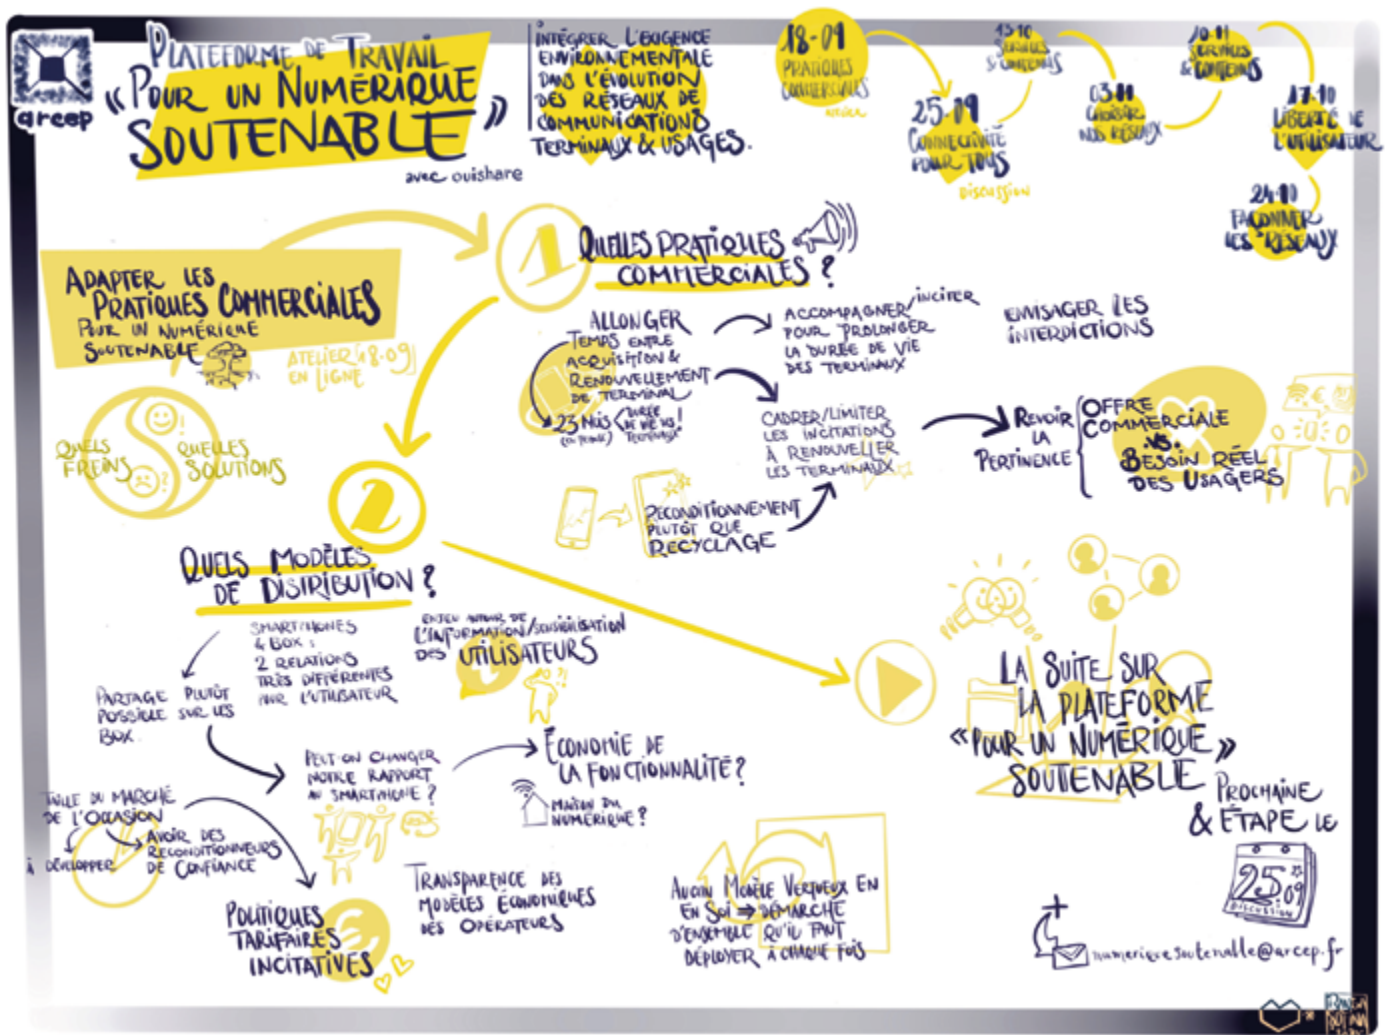 arcep
PLATEFORME DE TRAVAIL
« POUR UN NUMÉRIQUE
SOUTENABLE »
avec ouishare
INTÉGRER L'EXIGENCE
ENVIRONNEMENTALE
DANS L'ÉVOLUTION
DES RÉSEAUX DE
COMMUNICATIONS
TERMINAUX & USAGES.
18-09
PRATIQUES
COMMERCIALES
25-09
CONNECTIVITÉ
POUR TOUS
DISCUSSION
SERVICES
& CONTENUS
CHOISIR
NOS RÉSEAUX
SERVICES
& CONTENUS
17-10
LIBERTÉ DE
L'UTILISATEUR
24-10
FAÇONNER
LES RÉSEAUX
ADAPTER LES
PRATIQUES COMMERCIALES
POUR UN NUMÉRIQUE
SOUTENABLE
ATELIER (18-09)
EN LIGNE
QUELS
FREINS
?
!
QUELLES
SOLUTIONS
1
QUELLES PRATIQUES
COMMERCIALES ?
ALLONGER
TEMPS ENTRE
ACQUISITION &
RENOUVELLEMENT
DE TERMINAL
23 MOIS
DURÉE
DE VIE DU
TERMINAL
!
ACCOMPAGNER/INCITER
POUR PROLONGER
LA DURÉE DE VIE
DES TERMINAUX
ENVISAGER LES
INTERDICTIONS
CADRER/LIMITER
LES INCITATIONS
À RENOUVELLER
LES TERMINAUX
RECONDITIONNEMENT
PLUTÔT QUE
RECYCLAGE
REVOIR
LA
PERTINENCE
OFFRE
COMMERCIALE
VS.
BESOIN RÉEL
DES USAGERS
2
QUELS MODÈLES
DE DISTRIBUTION ?
SMARTPHONES
& BOX :
2 RELATIONS
TRÈS DIFFÉRENTES
POUR L'UTILISATEUR
ENJEU AUTOUR DE
L'INFORMATION/SENSIBILISATION
DES UTILISATEURS
PARTAGE PLUTÔT
POSSIBLE SUR LES
BOX.
PEUT-ON CHANGER
NOTRE RAPPORT
AU SMARTPHONE ?
ÉCONOMIE DE
LA FONCTIONNALITÉ ?
MAISON DU
NUMÉRIQUE ?
TAILLE DU MARCHÉ
DE L'OCCASION
À DÉVELOPPER
AVOIR DES
RECONDITIONNEURS
DE CONFIANCE
POLITIQUES
TARIFAIRES
INCITATIVES
€
TRANSPARENCE DES
MODÈLES ÉCONOMIQUES
DES OPÉRATEURS
AUCUN MODÈLE VERTUEUX EN
EN SOI ⇒ DÉMARCHE
D'ENSEMBLE QU'IL FAUT
DÉPLOYER À CHAQUE FOIS
LA SUITE SUR
LA PLATEFORME
« POUR UN NUMÉRIQUE »
SOUTENABLE
& PROCHAINE
ÉTAPE LE
25.09
DISCUSSION
+
numeriquesoutenable@arcep.fr